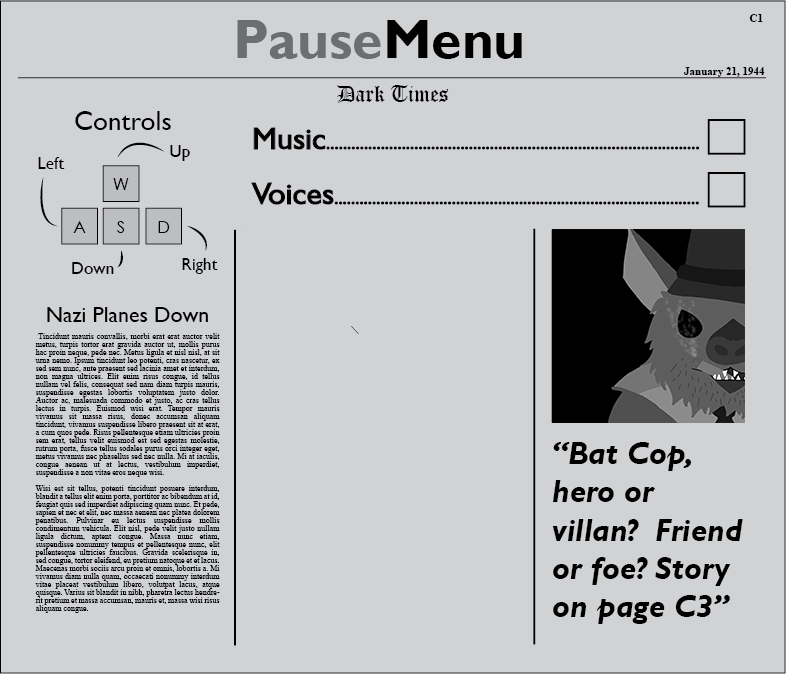 C1
PauseMenu
January 21, 1944
Dark Times
Controls
Left
Up
W
A S D
Down
Right
Music
Voices
Nazi Planes Down
Tincidunt mauris convallis, morbi erat erat auctor velit
metus, turpis tortor erat gravida auctor ut, mollis purus
hac proin neque, pede nec. Metus ligula et nisl nisl, at sit
urna nemo. Ipsum tincidunt leo potenti, cras nascetur, ex
sed sem nunc, ante praesent sed lacinia amet et interdum,
non magna ultrices. Elit enim risus congue, id tellus
nullam vel felis, consequat sed nam diam turpis mauris,
suspendisse egestas lobortis voluptatem justo dolor.
Auctor ac, malesuada commodo et justo, ac cras tellus
lectus in turpis. Euismod wisi erat. Tempor mauris
vivamus sit massa risus, donec accumsan aliquam
tincidunt, vivamus suspendisse libero praesent sit at erat,
a cum quos pede. Risus pellentesque etiam ultricies proin
sem erat, tellus velit euismod est sed egestas molestie,
rutrum porta, fusce tellus sodales purus orci integer eget,
metus vivamus nec phasellus sed nec nulla. Mi at iaculis,
congue aenean ut at lectus, vestibulum imperdiet,
suspendisse a non vitae eros neque wisi.
Wisi est sit tellus, potenti tincidunt posuere interdum,
blandit a tellus elit enim porta, porttitor ac bibendum at id,
feugiat quis sed imperdiet adipiscing quam nunc. Et pede,
sapien et nec et elit, nec massa aenean nec platea dolorem
penatibus. Pulvinar eu lectus suspendisse mollis
condimentum vehicula. Elit nisl, pede velit justo nullam
ligula dictum, aptent congue. Massa nunc etiam,
suspendisse nonummy tempus et pellentesque nunc, elit
pellentesque ultricies faucibus. Gravida scelerisque in,
sed congue, tortor eleifend, eu pretium natoque et et lacus.
Maecenas morbi sociis arcu proin et omnis, lobortis a. Mi
vivamus diam nulla quam, occaecati nonummy interdum
vitae placeat vestibulum libero, volutpat lacus, atque
quisque. Varius sit blandit in nibh, pharetra lectus hendre-
rit pretium et massa accumsan, mauris et, massa wisi risus
aliquam congue.
“Bat Cop,
hero or
villan? Friend
or foe? Story
on page C3”